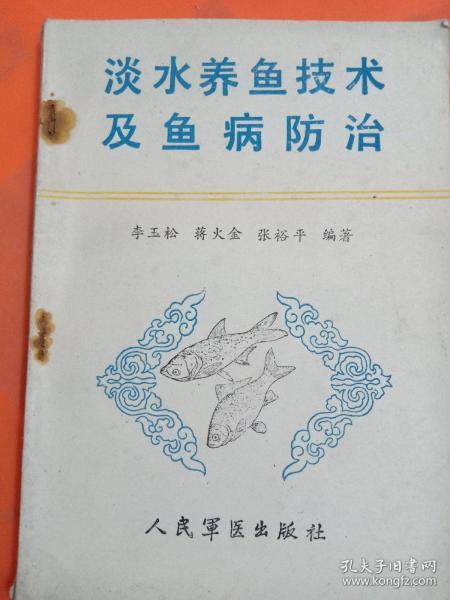 淡水养鱼技术
及鱼病防治
李玉松 蒋火金 张裕平 编著
人民軍医出版社
孔夫子旧书网
www.kongfz.com